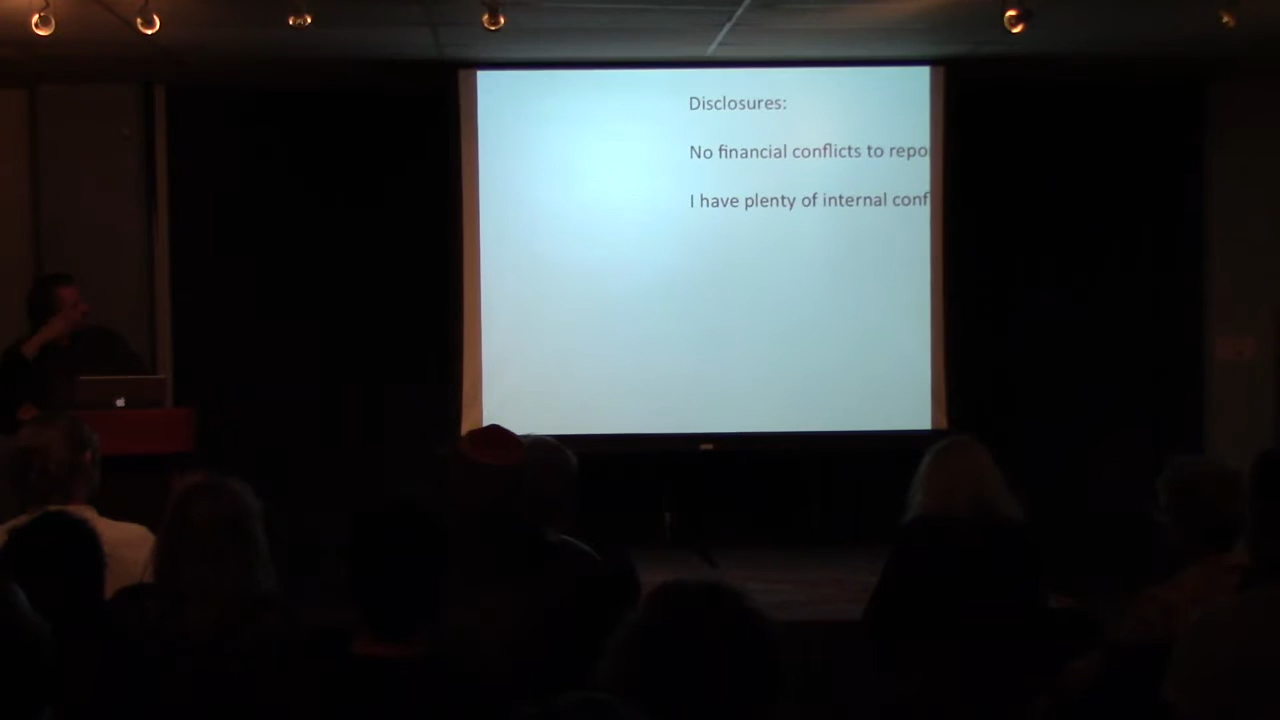 Disclosures:
No financial conflicts to repo
I have plenty of internal conf